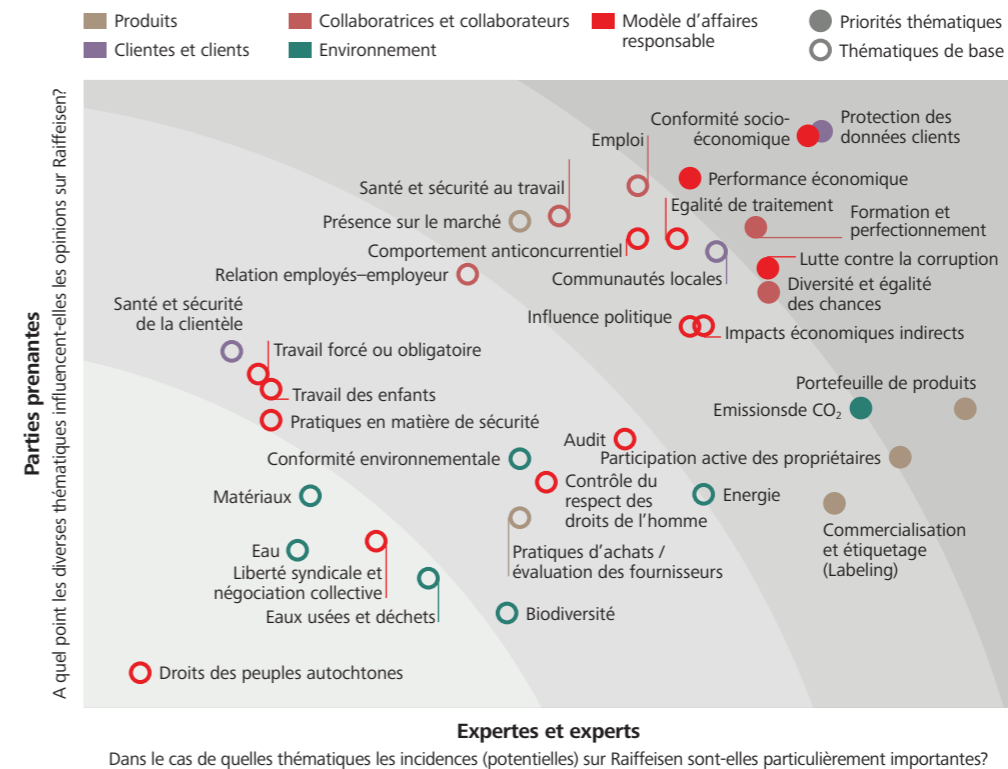 Produits
Collaboratrices et collaborateurs
Modèle d'affaires
responsable
Priorités thématiques
Clientes et clients
Environnement
Thématiques de base
Parties prenantes
A quel point les diverses thématiques influencent-elles les opinions sur Raiffeisen?
Conformité socio-
économique
Protection des
données clients
Emploi
Santé et sécurité au travail
Performance économique
Présence sur le marché
Egalité de traitement
Formation et
perfectionnement
Comportement anticoncurrentiel
Lutte contre la corruption
Relation employés–employeur
Communautés locales
Diversité et égalité
des chances
Santé et sécurité
de la clientèle
Influence politique
Impacts économiques indirects
Travail forcé ou obligatoire
Travail des enfants
Portefeuille de produits
Emissionsde CO₂
Pratiques en matière de sécurité
Audit
Conformité environnementale
Participation active des propriétaires
Contrôle du
respect des
droits de l'homme
Matériaux
Energie
Commercialisation
et étiquetage
(Labeling)
Eau
Pratiques d'achats /
évaluation des fournisseurs
Liberté syndicale et
négociation collective
Eaux usées et déchets
Biodiversité
Droits des peuples autochtones
Expertes et experts
Dans le cas de quelles thématiques les incidences (potentielles) sur Raiffeisen sont-elles particulièrement importantes?